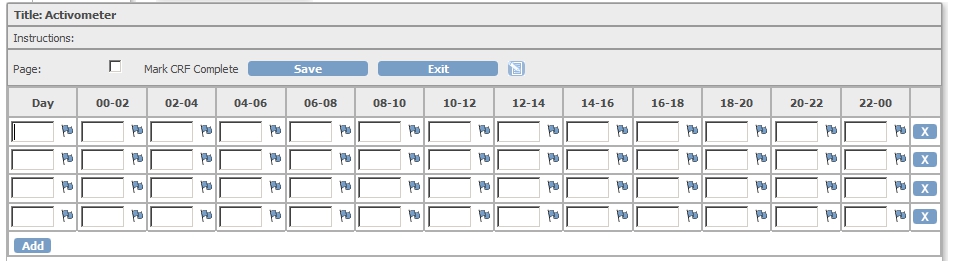 Title: Activometer
Instructions:
Page: Mark CRF Complete Save Exit
Day 00-02 02-04 04-06 06-08 08-10 10-12 12-14 14-16 16-18 18-20 20-22 22-00
X
X
X
X
Add